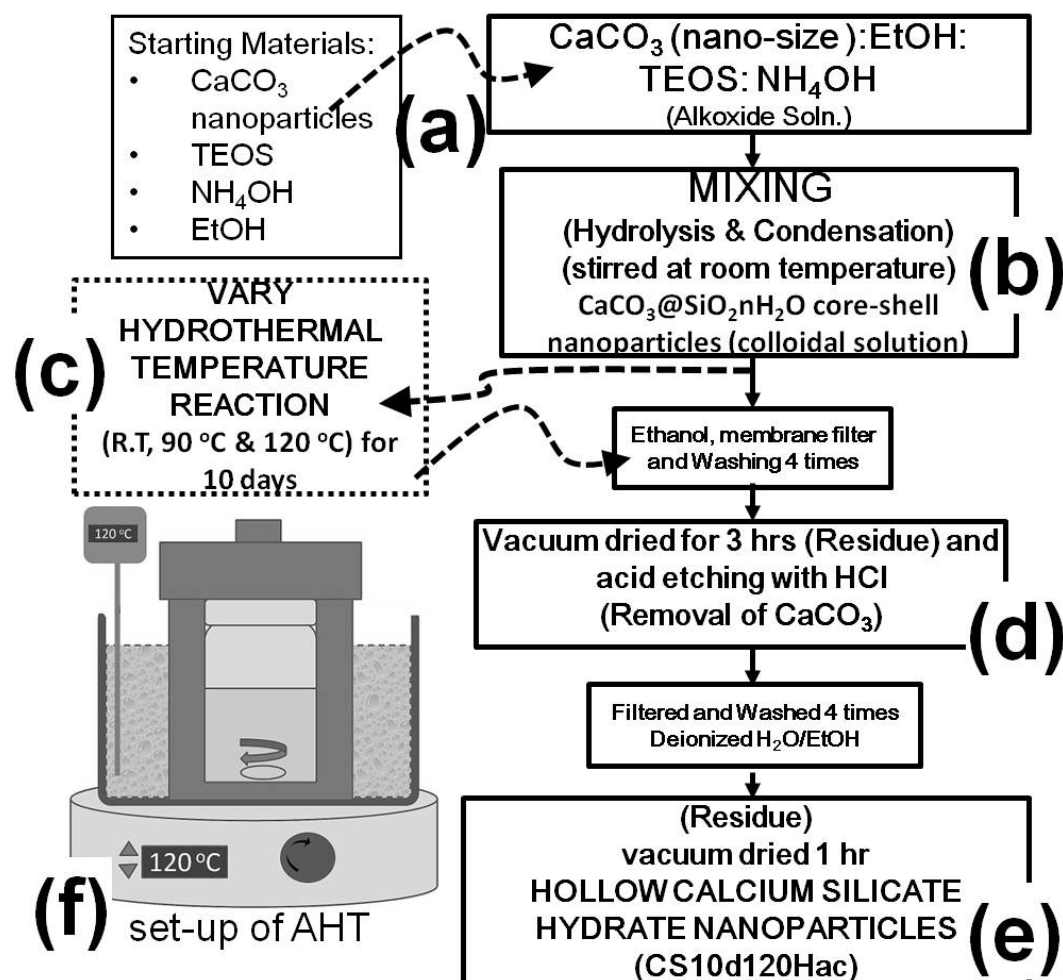 Starting Materials:
• CaCO₃
nanoparticles
• TEOS
• NH₄OH
• EtOH
(a)
CaCO₃ (nano-size):EtOH:
TEOS: NH₄OH
(Alkoxide Soln.)
MIXING
(Hydrolysis & Condensation)
(stirred at room temperature)
CaCO₃@SiO₂nH₂O core-shell
nanoparticles (colloidal solution)
(b)
(c)
VARY
HYDROTHERMAL
TEMPERATURE
REACTION
(R.T, 90 °C & 120 °C) for
10 days
Ethanol, membrane filter
and Washing 4 times
Vacuum dried for 3 hrs (Residue) and
acid etching with HCl
(Removal of CaCO₃)
(d)
Filtered and Washed 4 times
Deionized H₂O/EtOH
(Residue)
vacuum dried 1 hr
HOLLOW CALCIUM SILICATE
HYDRATE NANOPARTICLES
(CS10d120Hac)
(e)
120 °C
120 °C
(f)
set-up of AHT